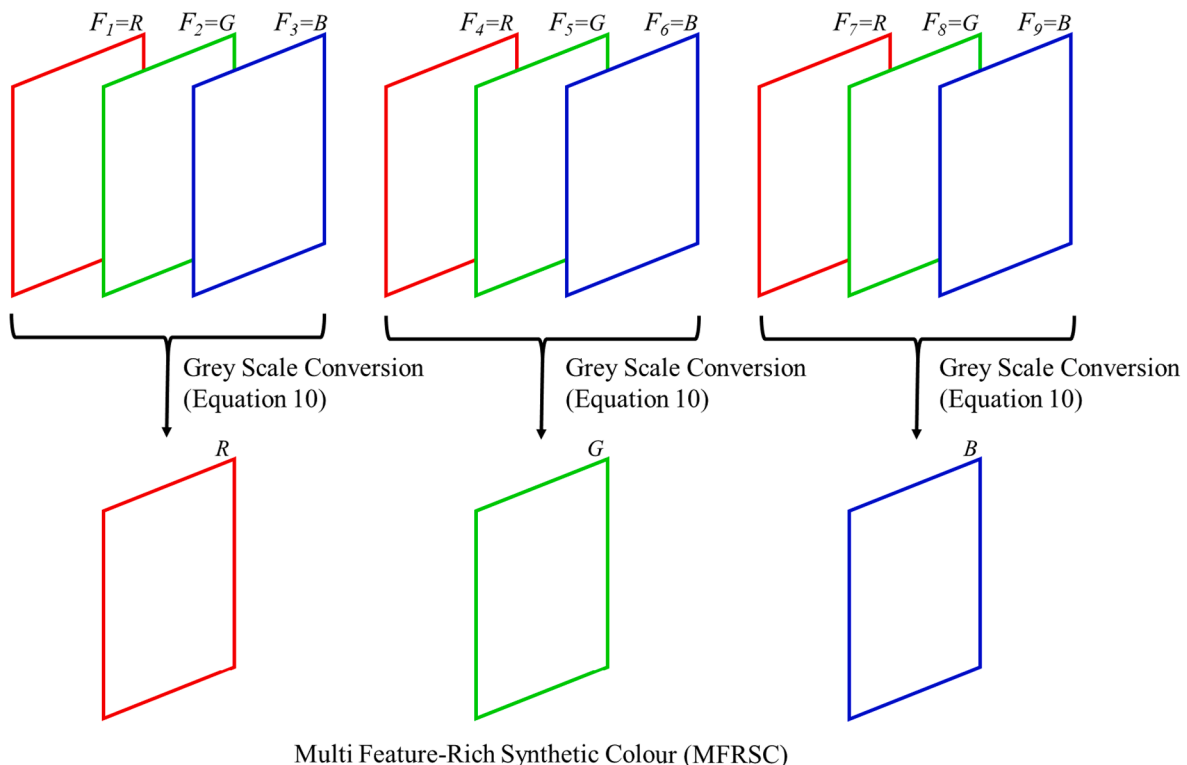 F1=R F2=G F3=B F4=R F5=G F6=B F7=R F8=G F9=B
Grey Scale Conversion
(Equation 10)
Grey Scale Conversion
(Equation 10)
Grey Scale Conversion
(Equation 10)
R G B
Multi Feature-Rich Synthetic Colour (MFRSC)